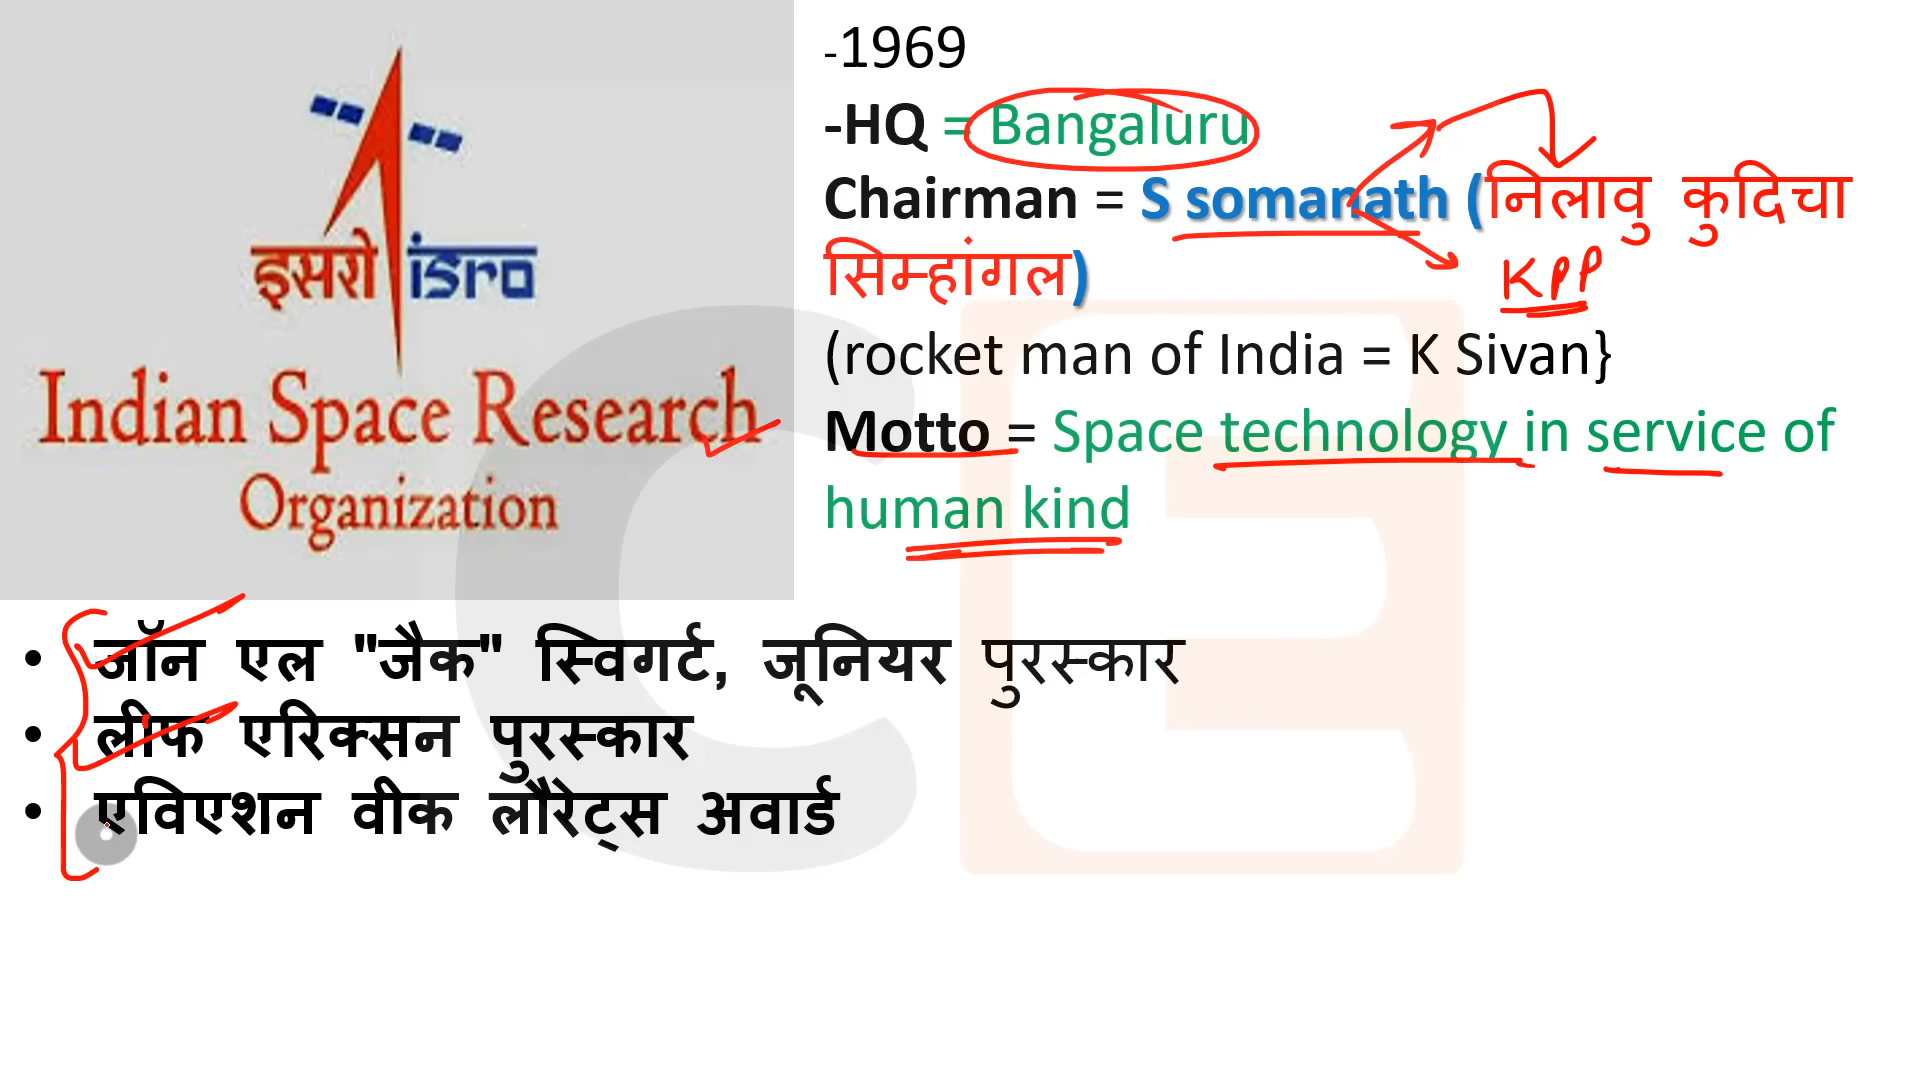 इसरो isro
Indian Space Research
Organization
-1969
-HQ = Bangaluru
Chairman = S somanath (निलावु कुदिचा
सिम्हांगल)
KPP
(rocket man of India = K Sivan}
Motto = Space technology in service of
human kind
• जॉन एल "जैक" स्विगर्ट, जूनियर पुरस्कार
• लीफ एरिक्सन पुरस्कार
• एविएशन वीक लौरेट्स अवार्ड
CE